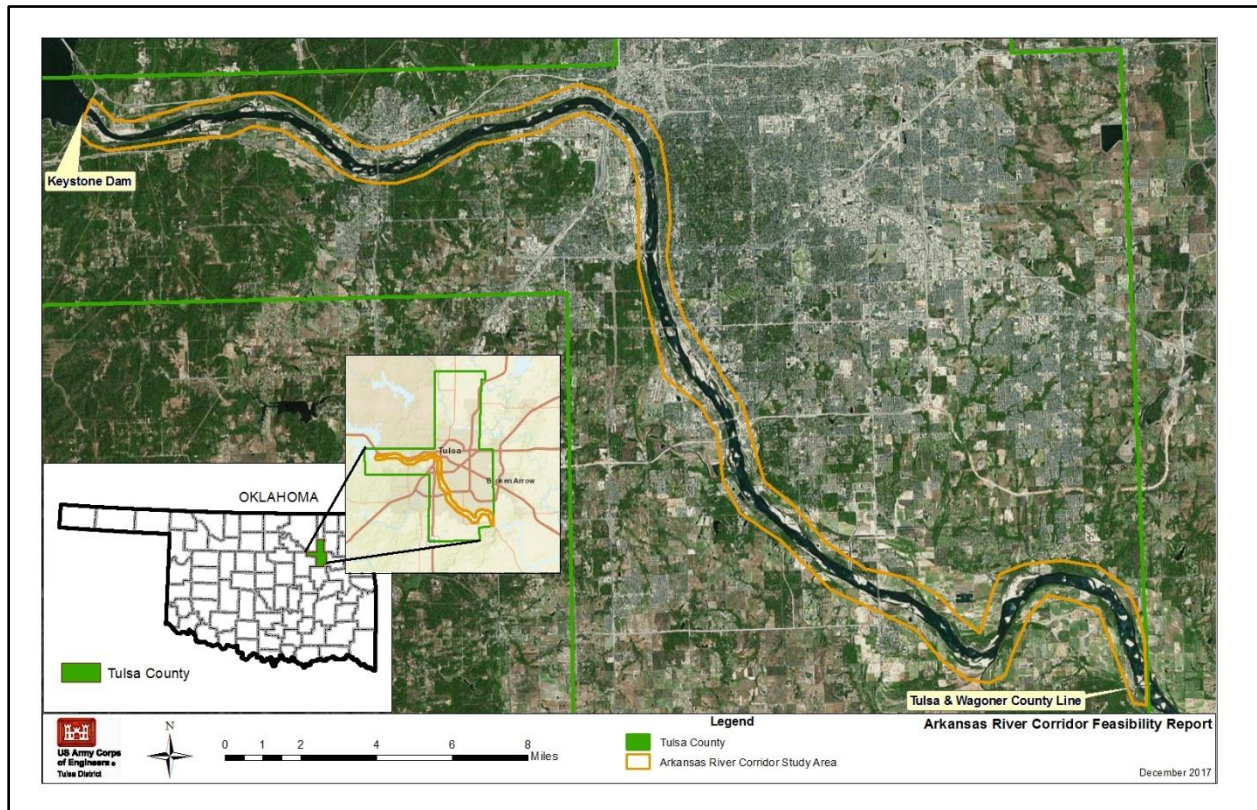 Keystone Dam
Tulsa
Broken Arrow
OKLAHOMA
Tulsa County
Tulsa & Wagoner County Line
US Army Corps
of Engineers®
Tulsa District
N
0 1 2 4 6 8
Miles
Legend
Tulsa County
Arkansas River Corridor Study Area
Arkansas River Corridor Feasibility Report
December 2017